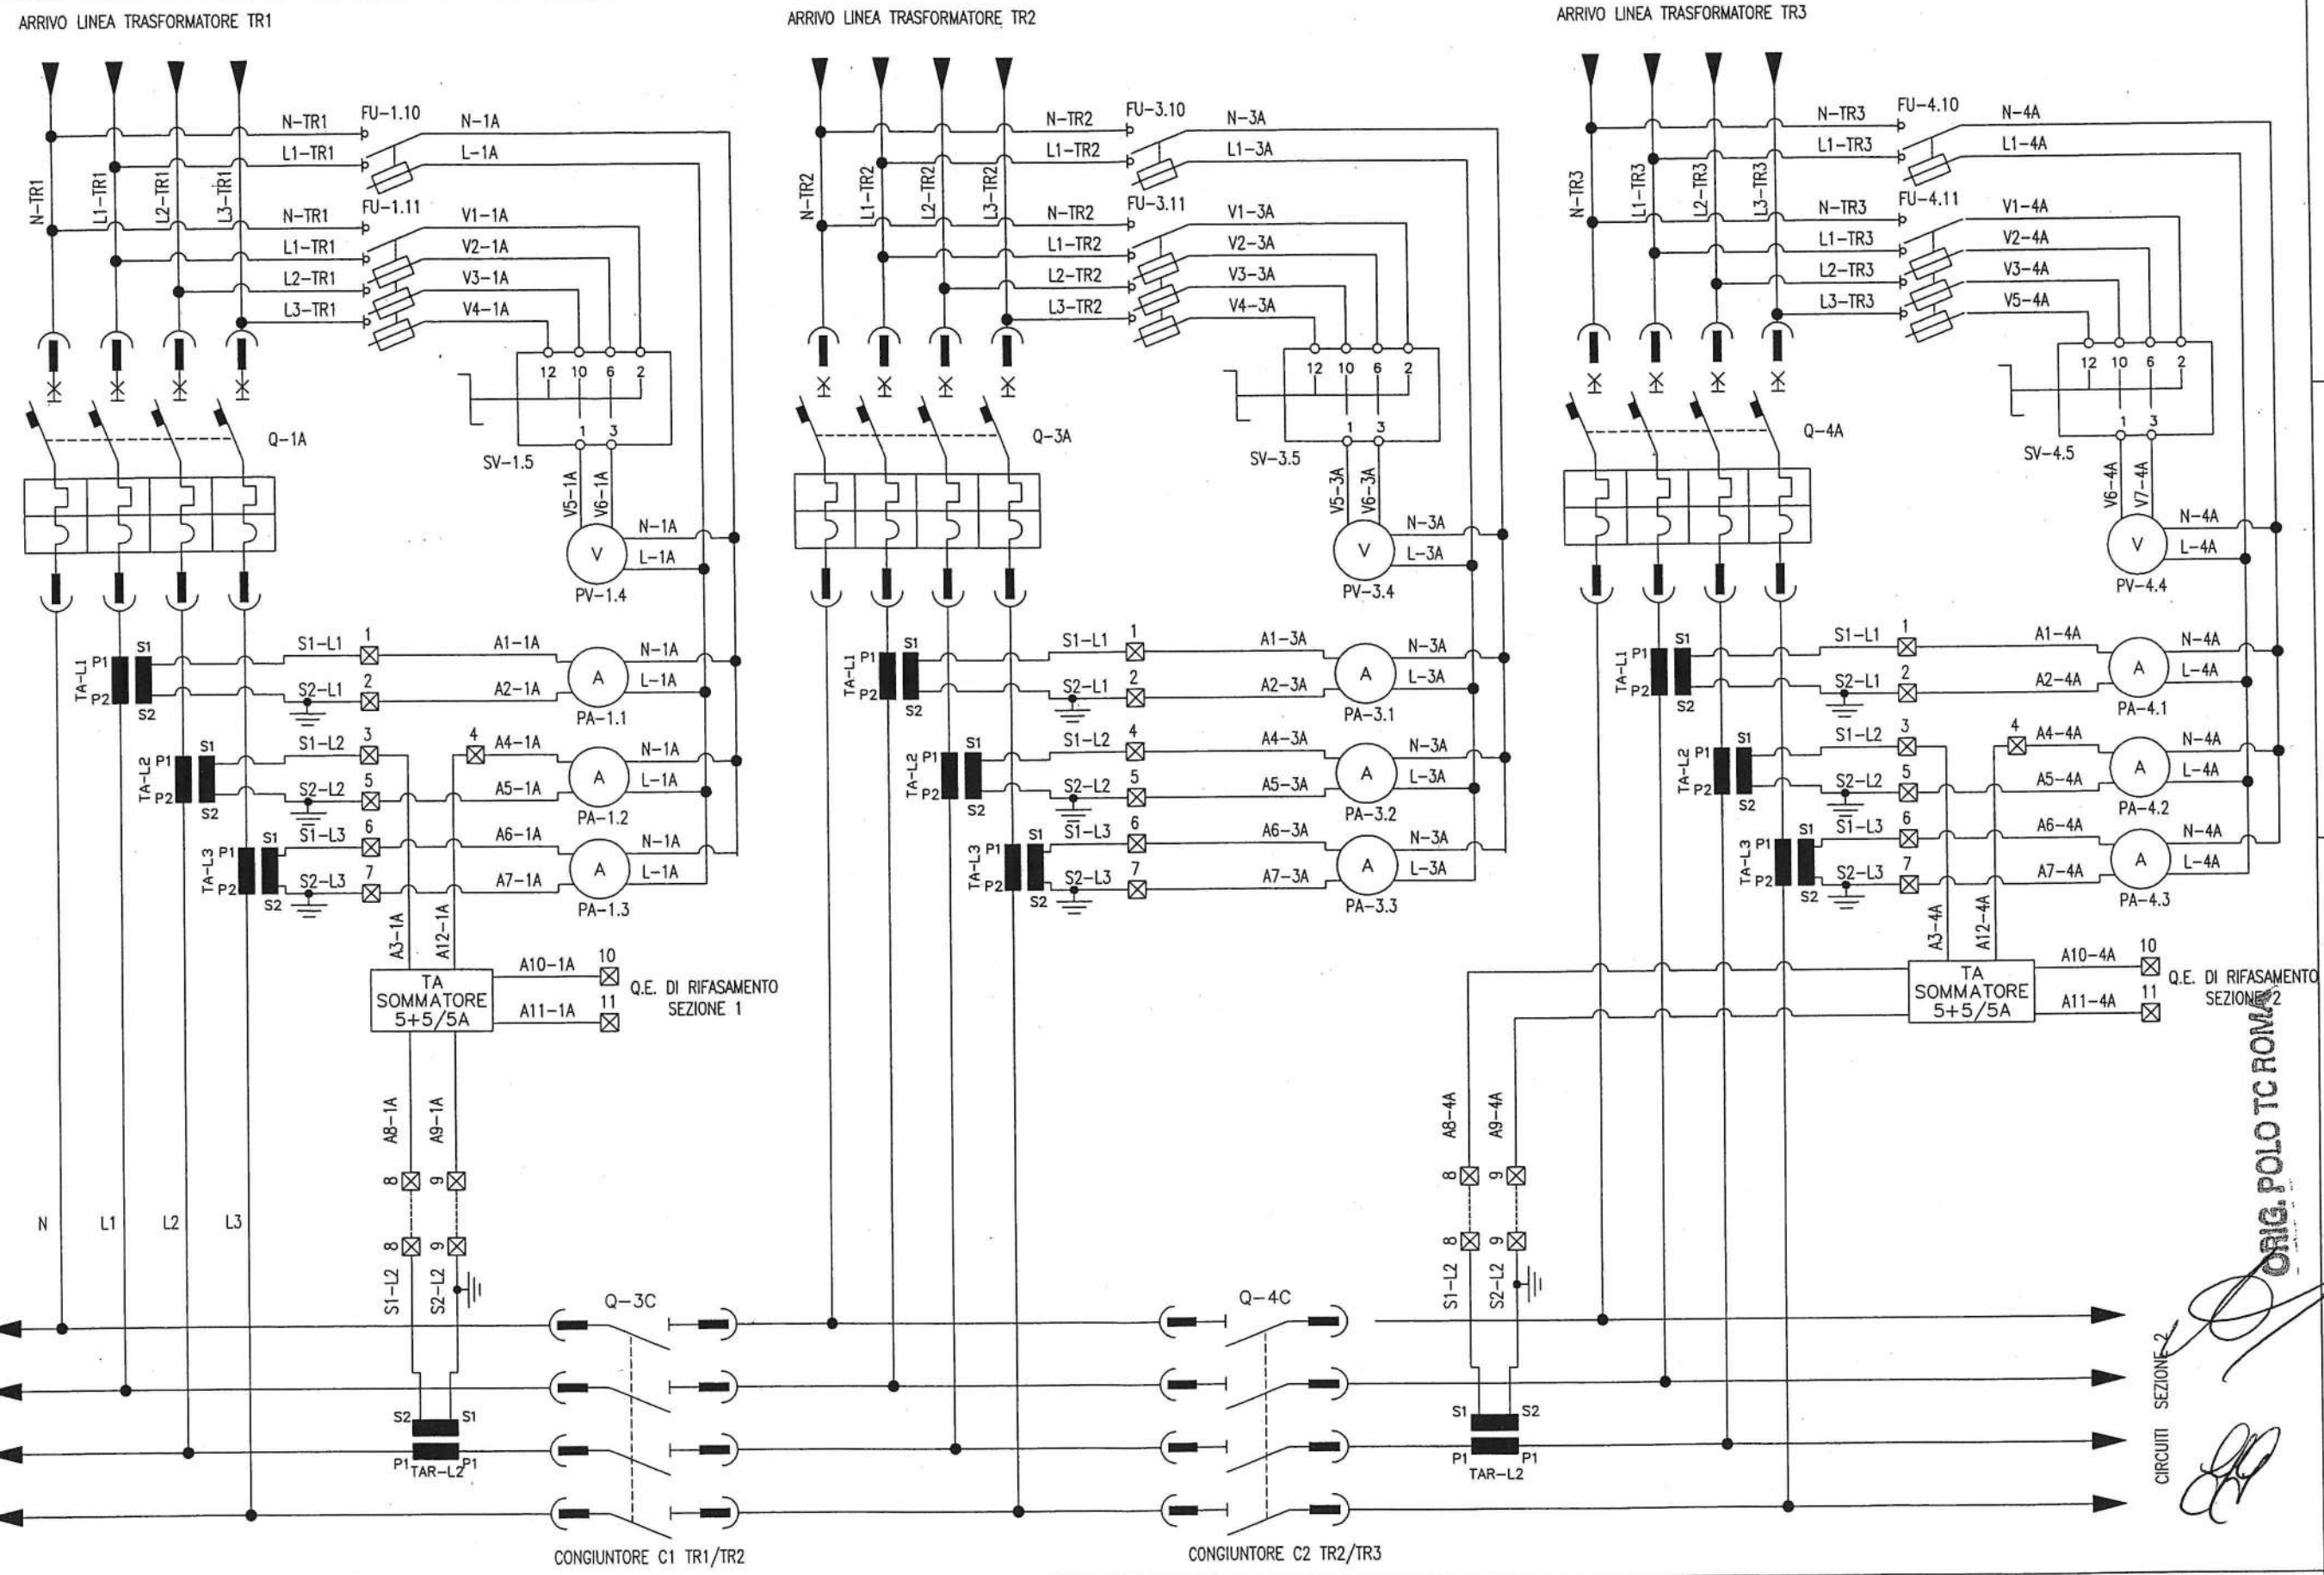 ARRIVO LINEA TRASFORMATORE TR1
N-TR1
L1-TR1
L2-TR1
L3-TR1
N-TR1
FU-1.10
N-1A
L1-TR1
L-1A
N-TR1
FU-1.11
V1-1A
L1-TR1
V2-1A
L2-TR1
V3-1A
L3-TR1
V4-1A
12 10 6 2
1 3
SV-1.5
Q-1A
V5-1A
V6-1A
V
N-1A
L-1A
PV-1.4
TA-L1
P1
P2
S1
S2
S1-L1
1
A1-1A
S2-L1
2
A2-1A
A
N-1A
L-1A
PA-1.1
TA-L2
P1
P2
S1
S2
S1-L2
3
4
A4-1A
S2-L2
5
A5-1A
A
N-1A
L-1A
PA-1.2
TA-L3
P1
P2
S1
S2
S1-L3
6
A6-1A
S2-L3
7
A7-1A
A
N-1A
L-1A
PA-1.3
A3-1A
A12-1A
TA
SOMMATORE
5+5/5A
A10-1A
10
A11-1A
11
Q.E. DI RIFASAMENTO
SEZIONE 1
A8-1A
A9-1A
8
9
8
9
S1-L2
S2-L2
N
L1
L2
L3
S2
S1
P1
TAR-L2
P1
Q-3C
CONGIUNTORE C1 TR1/TR2
ARRIVO LINEA TRASFORMATORE TR2
N-TR2
L1-TR2
L2-TR2
L3-TR2
N-TR2
FU-3.10
N-3A
L1-TR2
L1-3A
N-TR2
FU-3.11
V1-3A
L1-TR2
V2-3A
L2-TR2
V3-3A
L3-TR2
V4-3A
12 10 6 2
1 3
SV-3.5
Q-3A
V5-3A
V6-3A
V
N-3A
L-3A
PV-3.4
TA-L1
P1
P2
S1
S2
S1-L1
1
A1-3A
S2-L1
2
A2-3A
A
N-3A
L-3A
PA-3.1
TA-L2
P1
P2
S1
S2
S1-L2
4
A4-3A
S2-L2
5
A5-3A
A
N-3A
L-3A
PA-3.2
TA-L3
P1
P2
S1
S2
S1-L3
6
A6-3A
S2-L3
7
A7-3A
A
N-3A
L-3A
PA-3.3
Q-4C
CONGIUNTORE C2 TR2/TR3
ARRIVO LINEA TRASFORMATORE TR3
N-TR3
L1-TR3
L2-TR3
L3-TR3
N-TR3
FU-4.10
N-4A
L1-TR3
L1-4A
N-TR3
FU-4.11
V1-4A
L1-TR3
V2-4A
L2-TR3
V3-4A
L3-TR3
V5-4A
12 10 6 2
1 3
SV-4.5
Q-4A
V6-4A
V7-4A
V
N-4A
L-4A
PV-4.4
TA-L1
P1
P2
S1
S2
S1-L1
1
A1-4A
S2-L1
2
A2-4A
A
N-4A
L-4A
PA-4.1
TA-L2
P1
P2
S1
S2
S1-L2
3
4
A4-4A
S2-L2
5
A5-4A
A
N-4A
L-4A
PA-4.2
TA-L3
P1
P2
S1
S2
S1-L3
6
A6-4A
S2-L3
7
A7-4A
A
N-4A
L-4A
PA-4.3
A3-4A
A12-4A
TA
SOMMATORE
5+5/5A
A10-4A
10
A11-4A
11
Q.E. DI RIFASAMENTO
SEZIONE 2
A8-4A
A9-4A
8
9
8
9
S1-L2
S2-L2
S1
S2
P1
P1
TAR-L2
CIRCUITI SEZIONE 2
ORIG. POLO TC ROMA